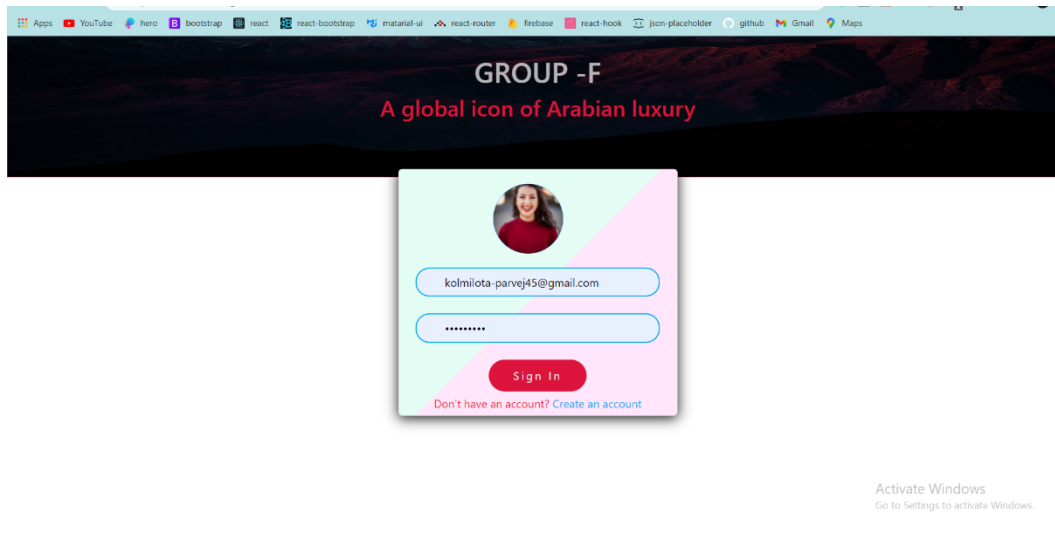 Apps YouTube hero bootstrap react react-bootstrap matarial-ui react-router firebase react-hook json-placeholder github Gmail Maps
GROUP -F
A global icon of Arabian luxury
kolmilota-parvej45@gmail.com
•••••••••
Sign In
Don't have an account? Create an account
Activate Windows
Go to Settings to activate Windows.